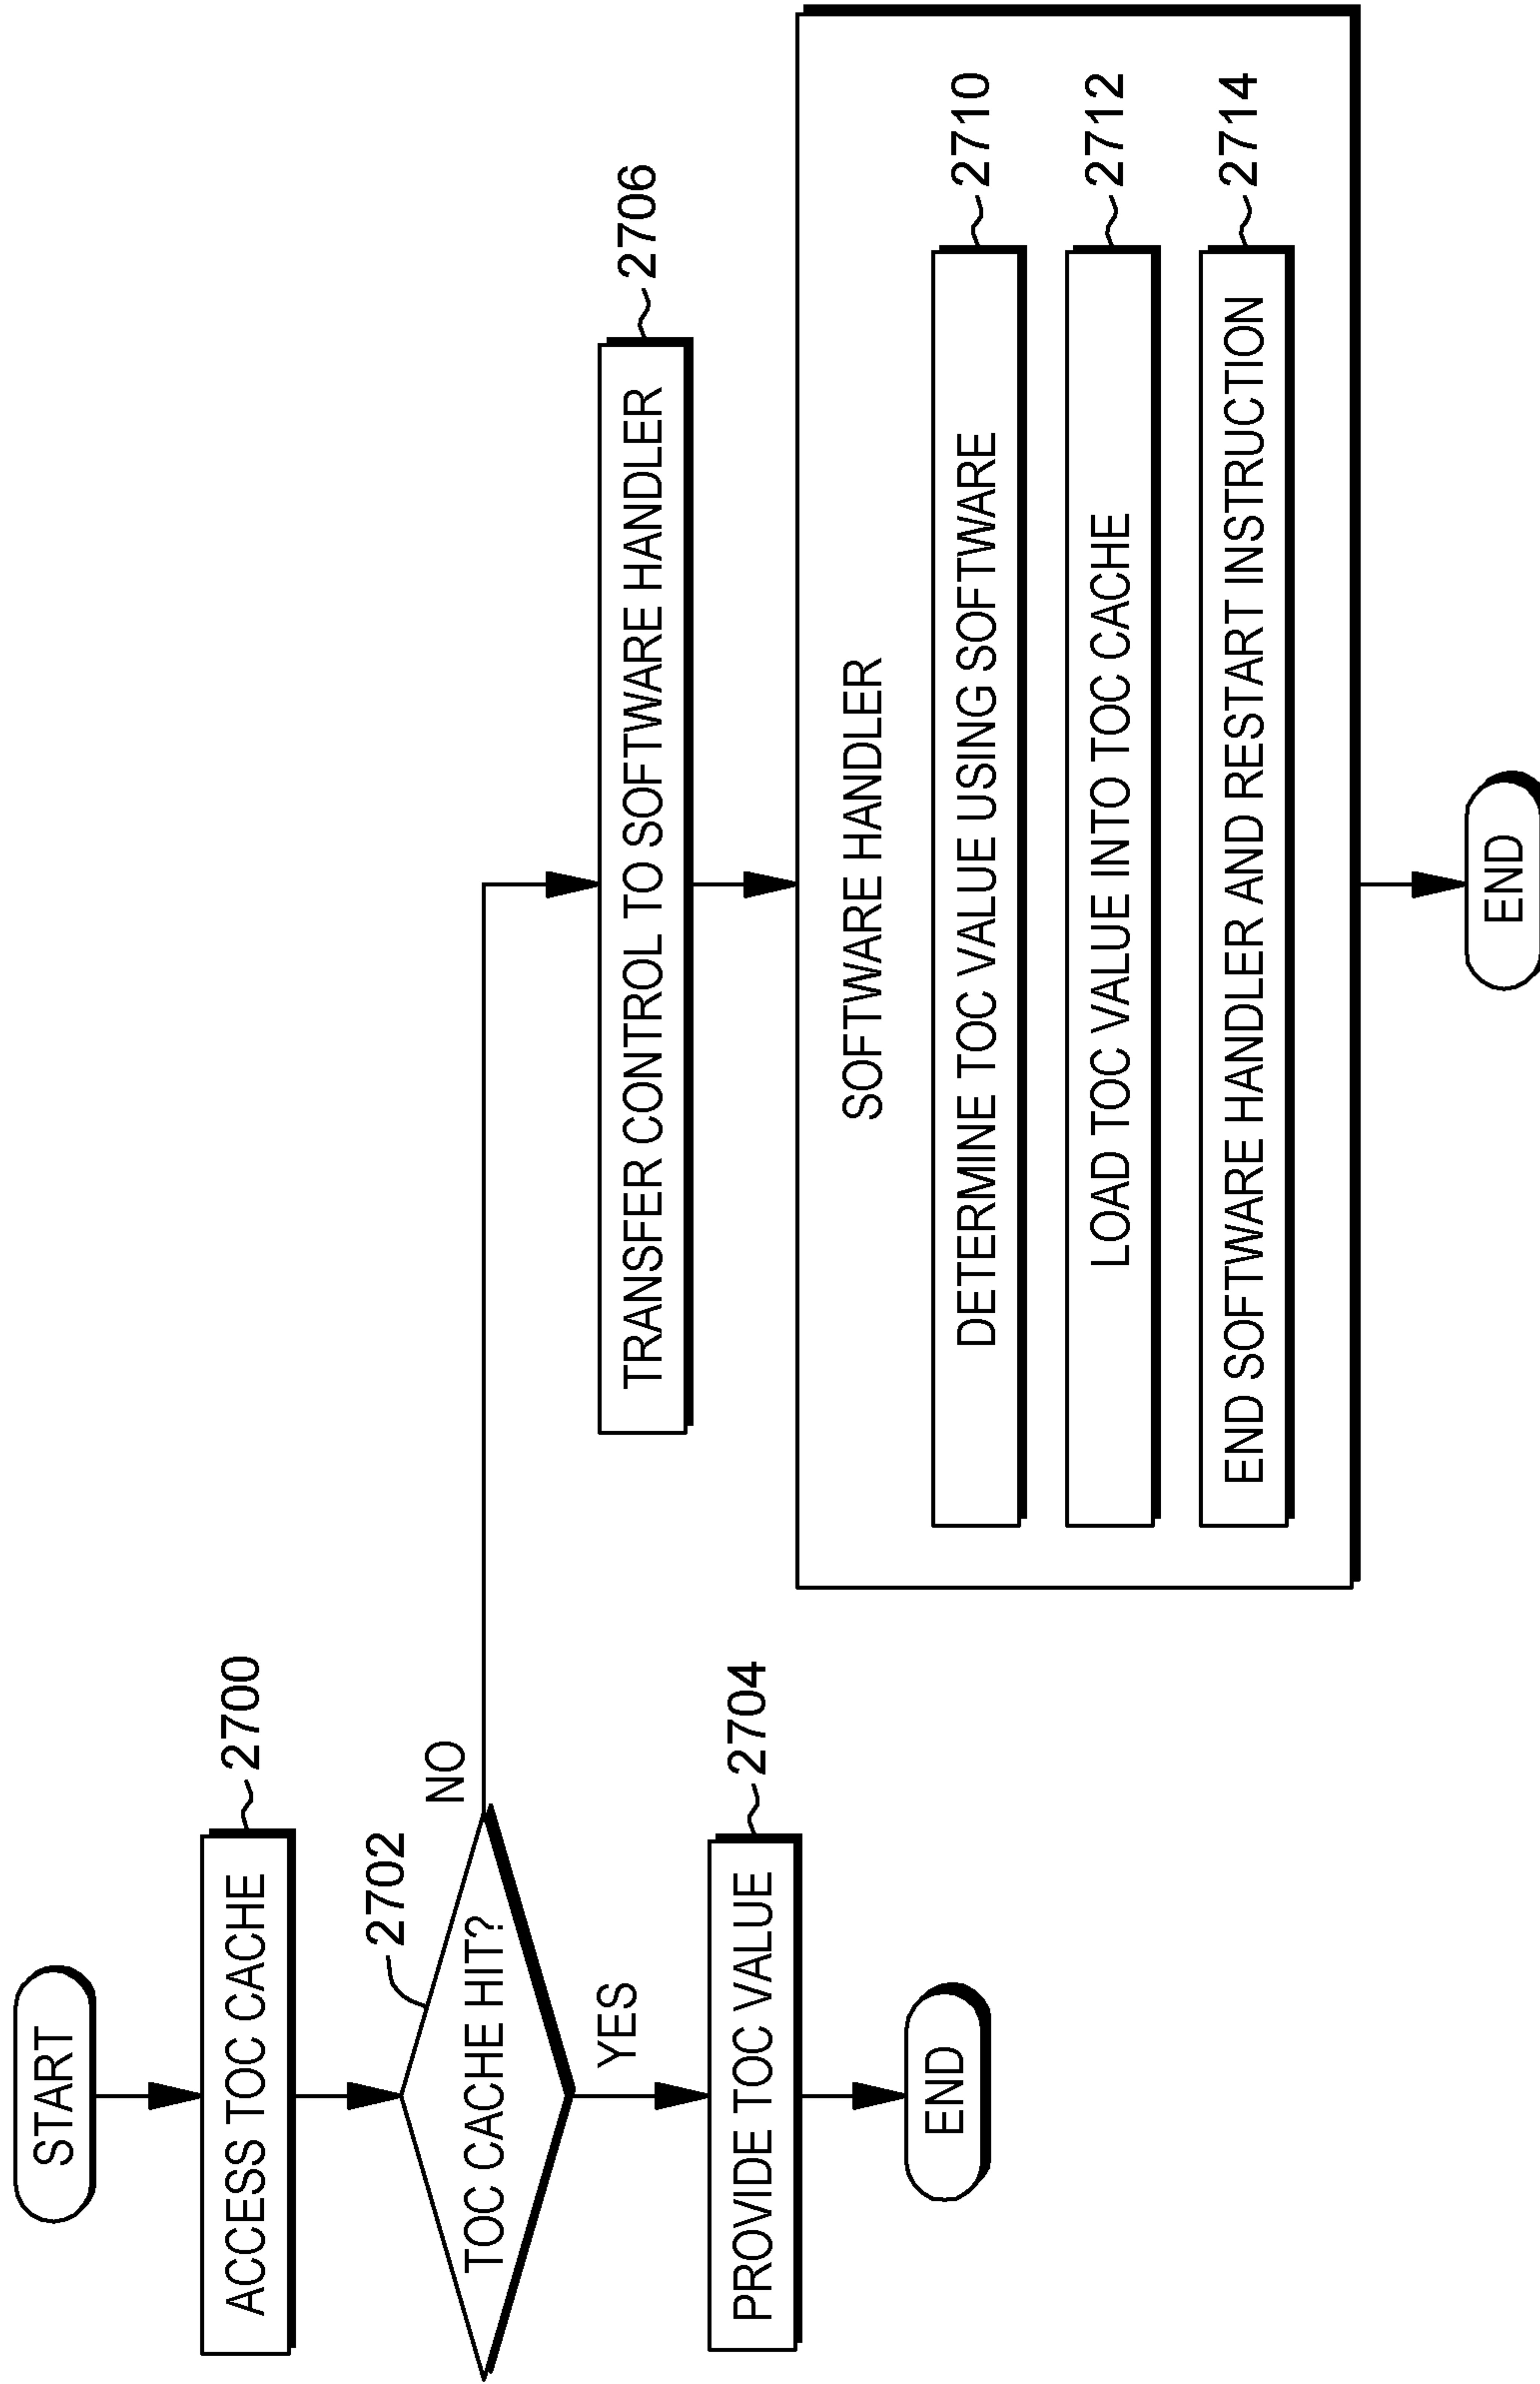 START
ACCESS TOC CACHE
2700
2702
TOC CACHE HIT?
NO
YES
PROVIDE TOC VALUE
2704
END
TRANSFER CONTROL TO SOFTWARE HANDLER
2706
SOFTWARE HANDLER
DETERMINE TOC VALUE USING SOFTWARE
2710
LOAD TOC VALUE INTO TOC CACHE
2712
END SOFTWARE HANDLER AND RESTART INSTRUCTION
2714
END